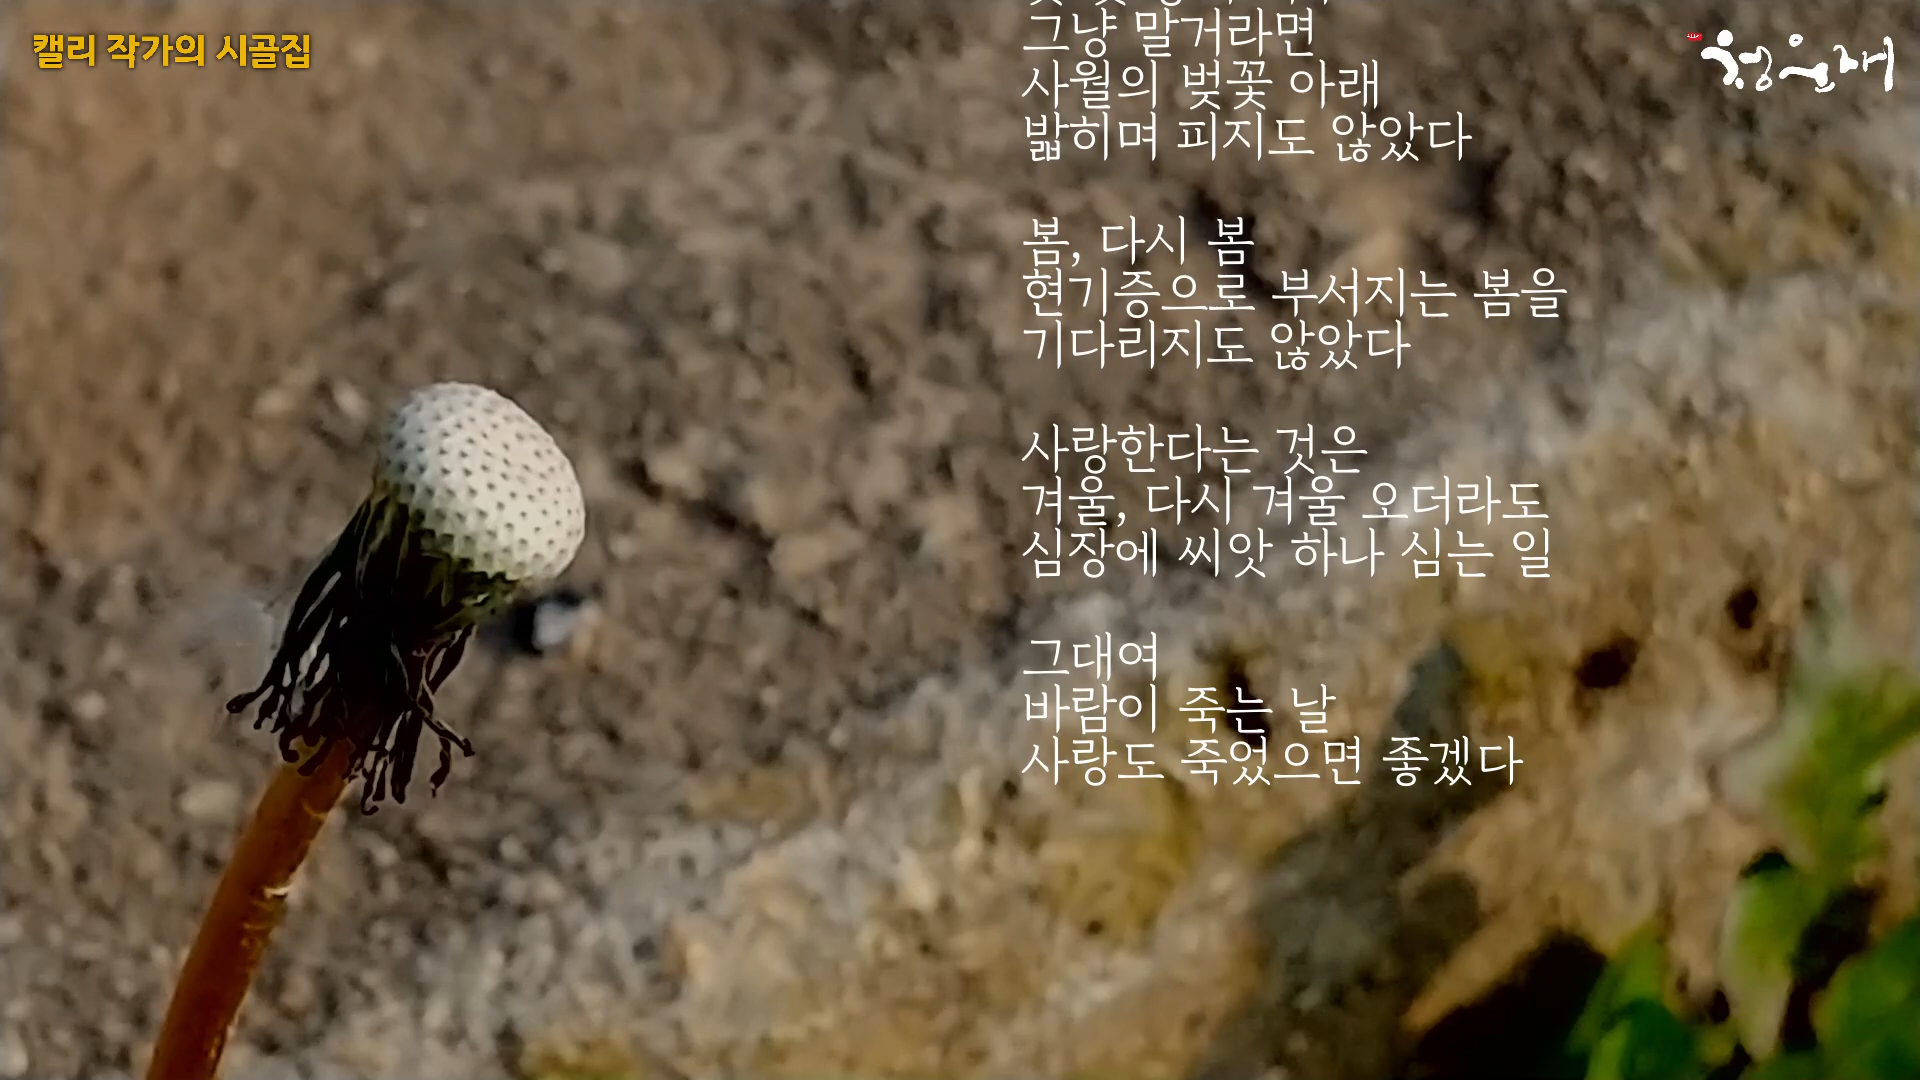 캘리 작가의 시골집
청운재
그냥 말거라면
사월의 벚꽃 아래
밟히며 피지도 않았다
봄, 다시 봄
현기증으로 부서지는 봄을
기다리지도 않았다
사랑한다는 것은
겨울, 다시 겨울 오더라도
심장에 씨앗 하나 심는 일
그대여
바람이 죽는 날
사랑도 죽었으면 좋겠다